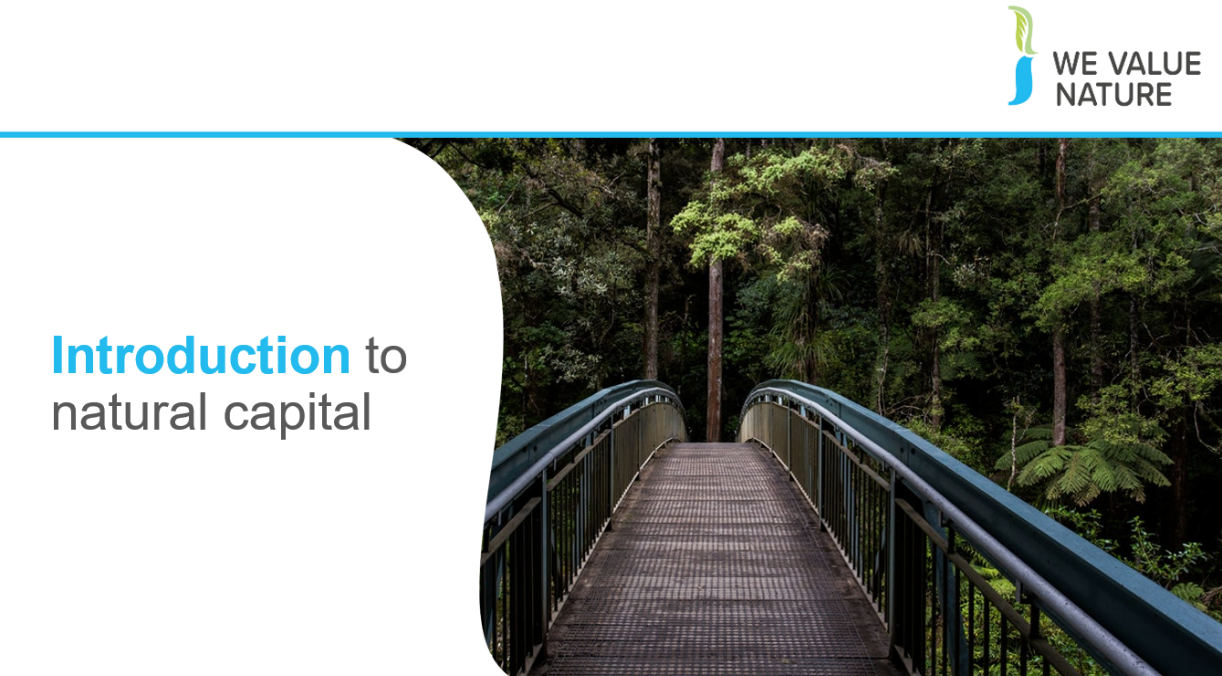 WE VALUE
NATURE
Introduction to
natural capital